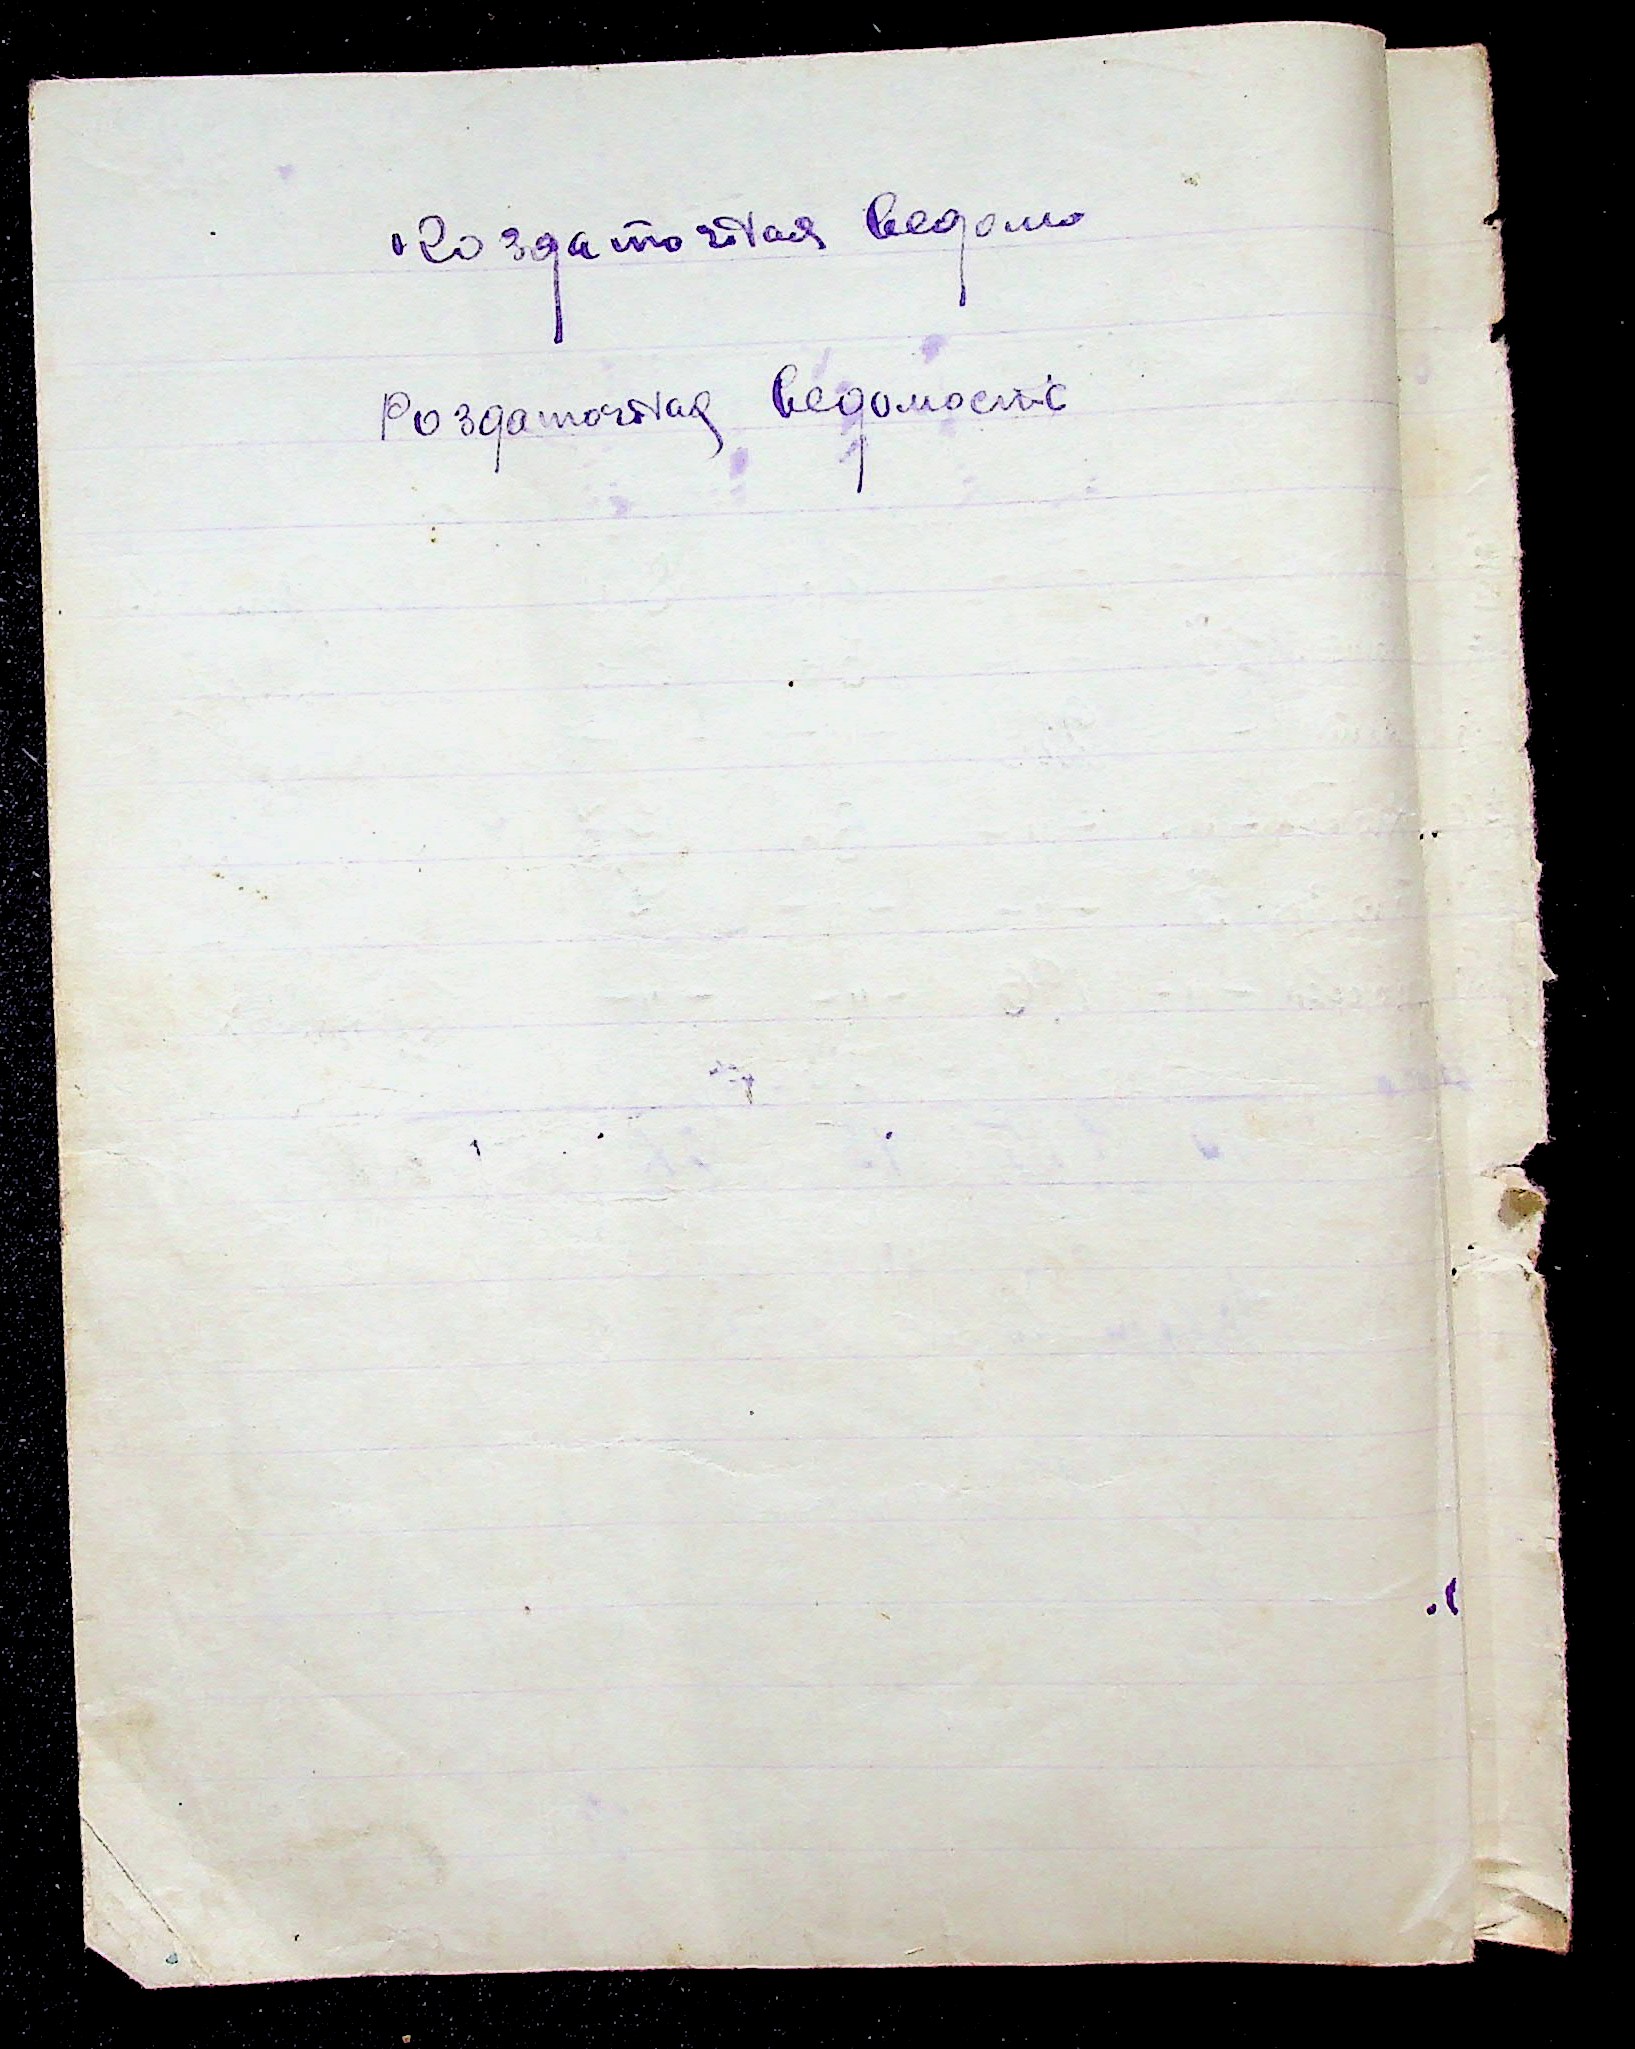 Роздаточная ведомо
Роздаточная ведомость